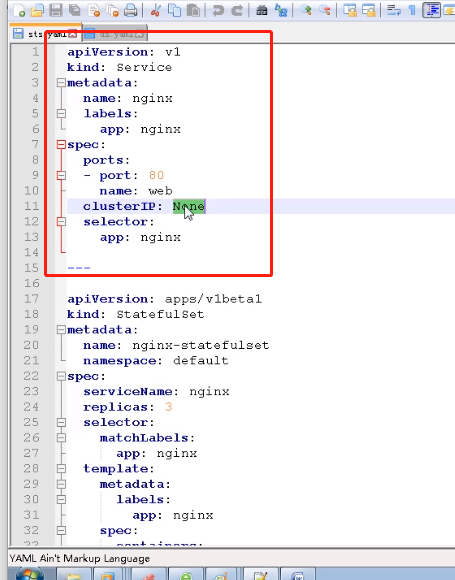 sts.yaml
ds.yaml
1 apiVersion: v1
2 kind: Service
3 metadata:
4 name: nginx
5 labels:
6 app: nginx
7 spec:
8 ports:
9 - port: 80
10 name: web
11 clusterIP: None
12 selector:
13 app: nginx
14
15 ---
16
17 apiVersion: apps/v1beta1
18 kind: StatefulSet
19 metadata:
20 name: nginx-statefulset
21 namespace: default
22 spec:
23 serviceName: nginx
24 replicas: 3
25 selector:
26 matchLabels:
27 app: nginx
28 template:
29 metadata:
30 labels:
31 app: nginx
32 spec:
33 containers:
YAML Ain't Markup Language